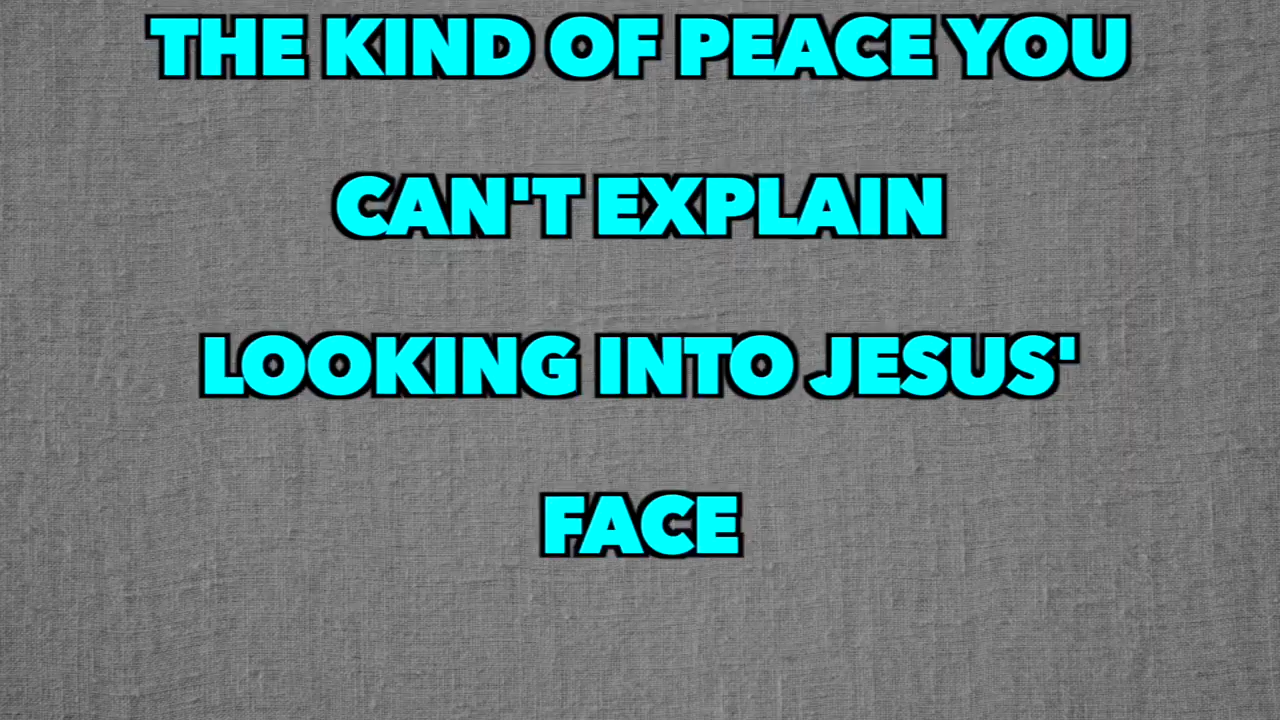 THE KIND OF PEACE YOU
CAN'T EXPLAIN
LOOKING INTO JESUS'
FACE